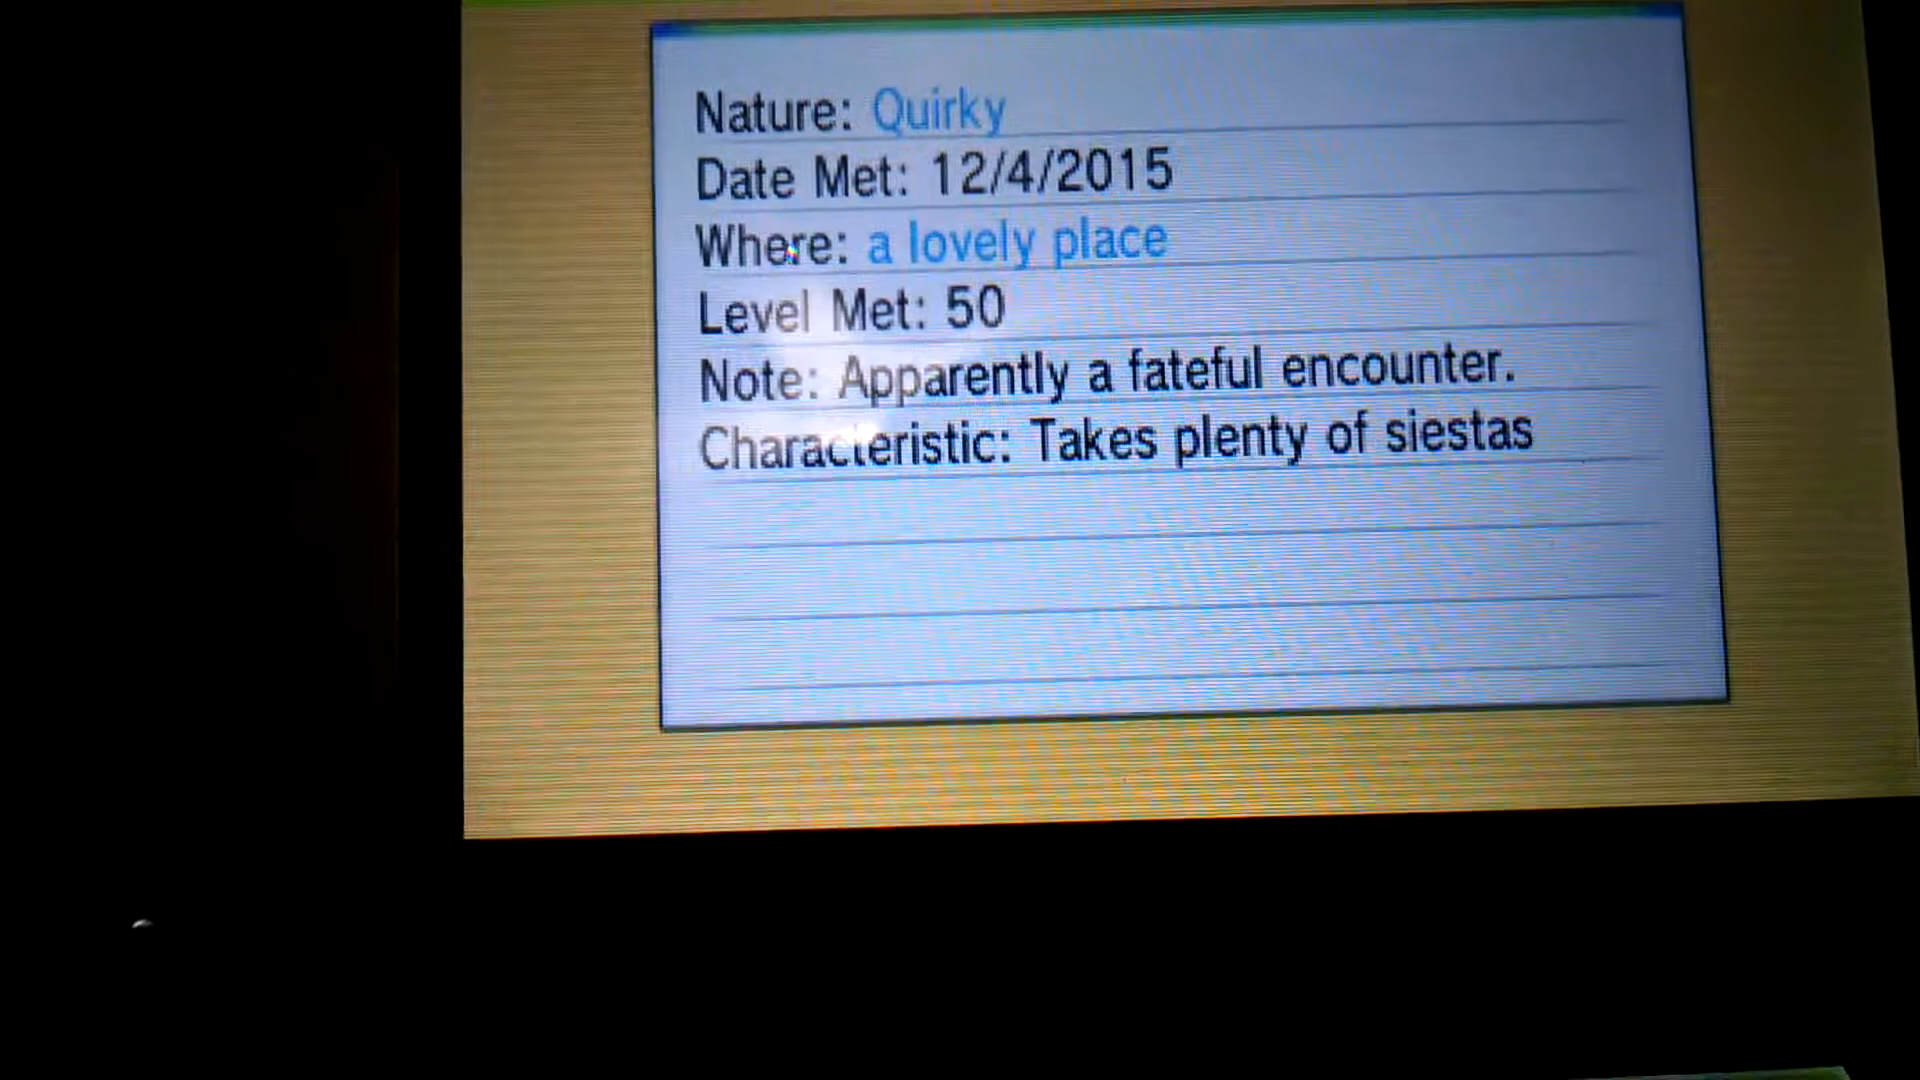 Nature: Quirky
Date Met: 12/4/2015
Where: a lovely place
Level Met: 50
Note: Apparently a fateful encounter.
Characteristic: Takes plenty of siestas